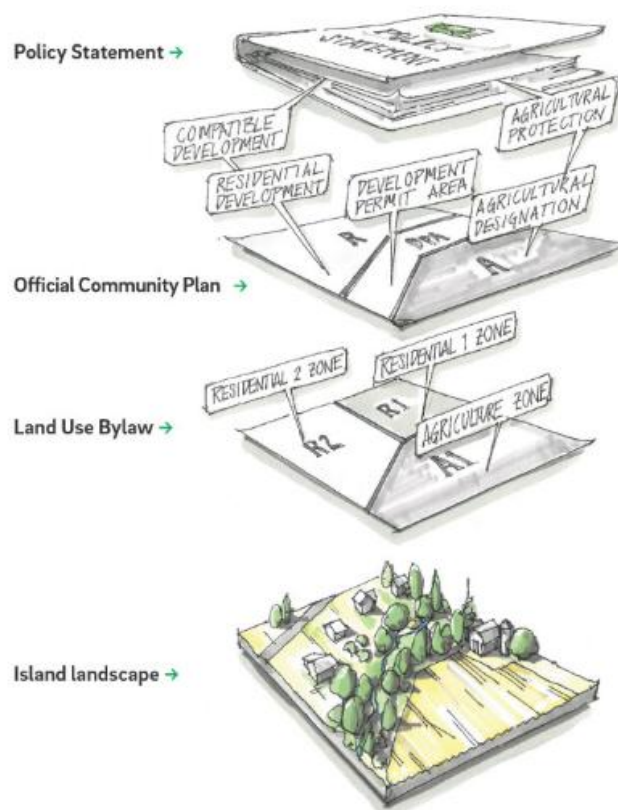 Policy Statement →
POLICY
STATEMENT
COMPATIBLE
DEVELOPMENT
AGRICULTURAL
PROTECTION
RESIDENTIAL
DEVELOPMENT
DEVELOPMENT
PERMIT AREA
AGRICULTURAL
DESIGNATION
R
DPA
A
Official Community Plan →
RESIDENTIAL 2 ZONE
RESIDENTIAL 1 ZONE
R1
Land Use Bylaw →
R2
AGRICULTURE ZONE
A1
Island landscape →